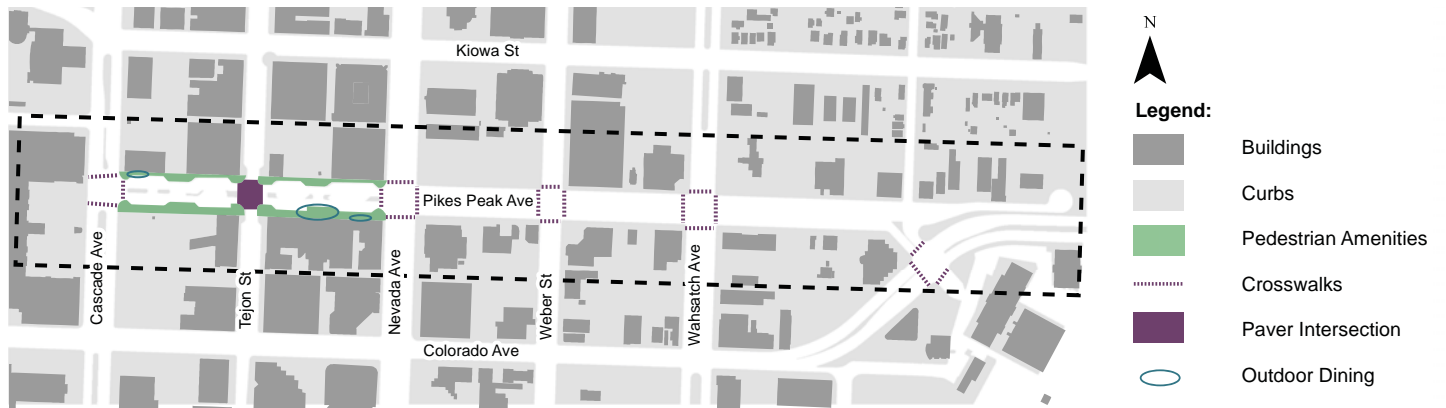 Kiowa St
Pikes Peak Ave
Cascade Ave
Tejon St
Nevada Ave
Weber St
Wahsatch Ave
Colorado Ave
N
Legend:
Buildings
Curbs
Pedestrian Amenities
Crosswalks
Paver Intersection
Outdoor Dining